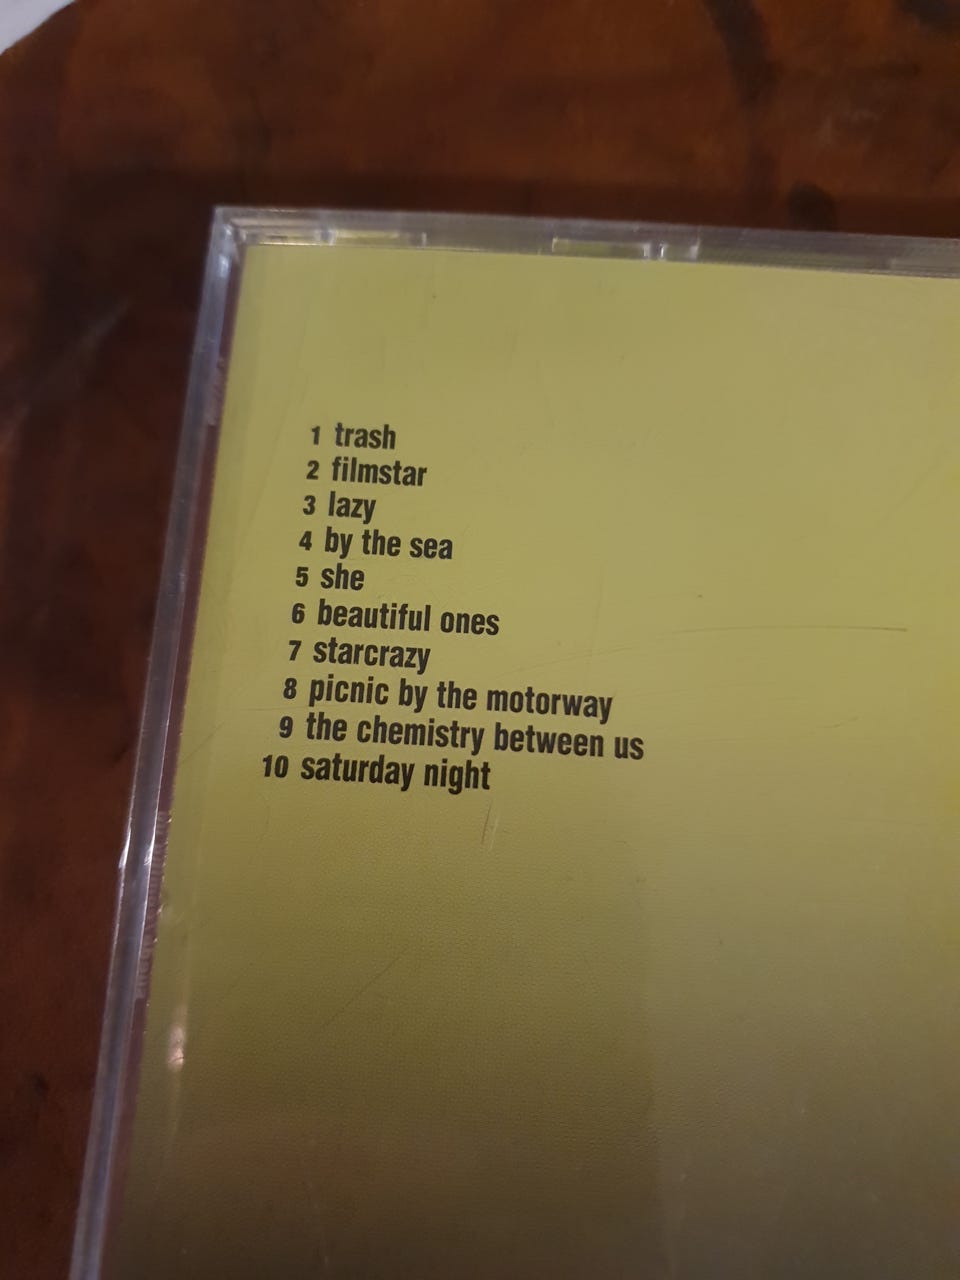 1 trash
2 filmstar
3 lazy
4 by the sea
5 she
6 beautiful ones
7 starcrazy
8 picnic by the motorway
9 the chemistry between us
10 saturday night